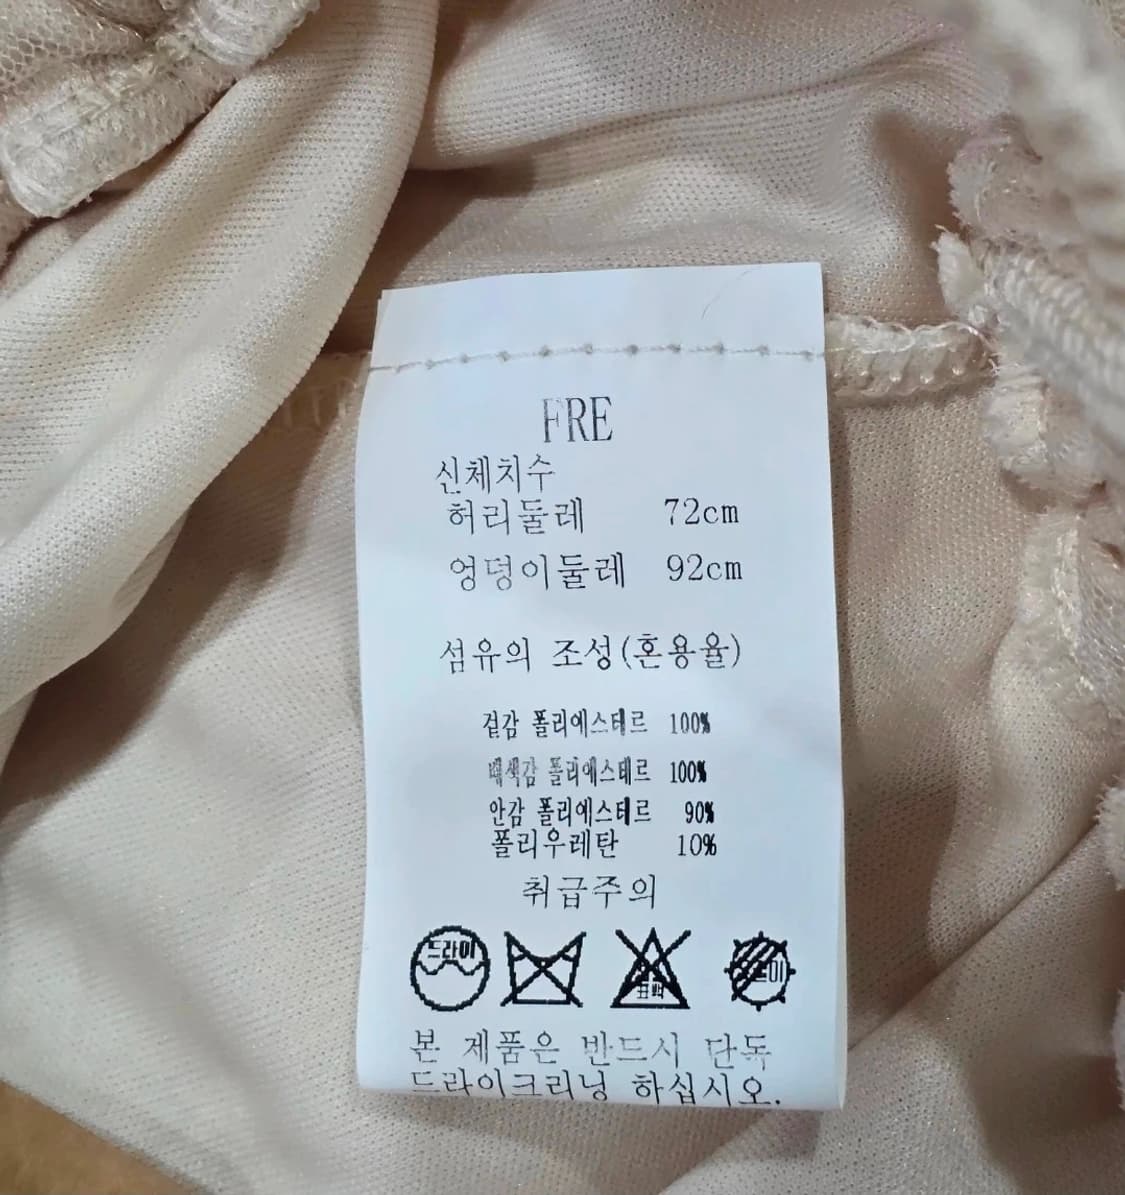 FRE
신체치수
허리둘레 72cm
엉덩이둘레 92cm
섬유의 조성(혼용율)
겉감 폴리에스테르 100%
배색감 폴리에스테르 100%
안감 폴리에스테르 90%
폴리우레탄 10%
취급주의
드라이
표백
본 제품은 반드시 단독
드라이크리닝 하십시오.